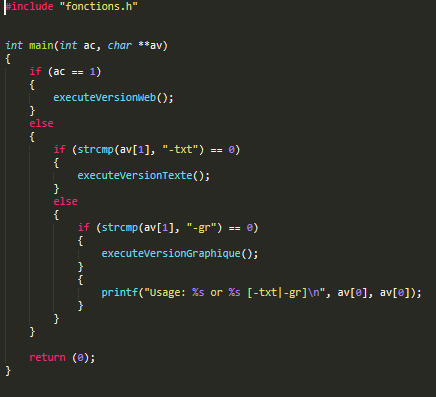 #include "fonctions.h"
int main(int ac, char **av)
{
if (ac == 1)
{
executeVersionWeb();
}
else
{
if (strcmp(av[1], "-txt") == 0)
{
executeVersionTexte();
}
else
{
if (strcmp(av[1], "-gr") == 0)
{
executeVersionGraphique();
}
{
printf("Usage: %s or %s [-txt|-gr]\n", av[0], av[0]);
}
}
}
return (0);
}